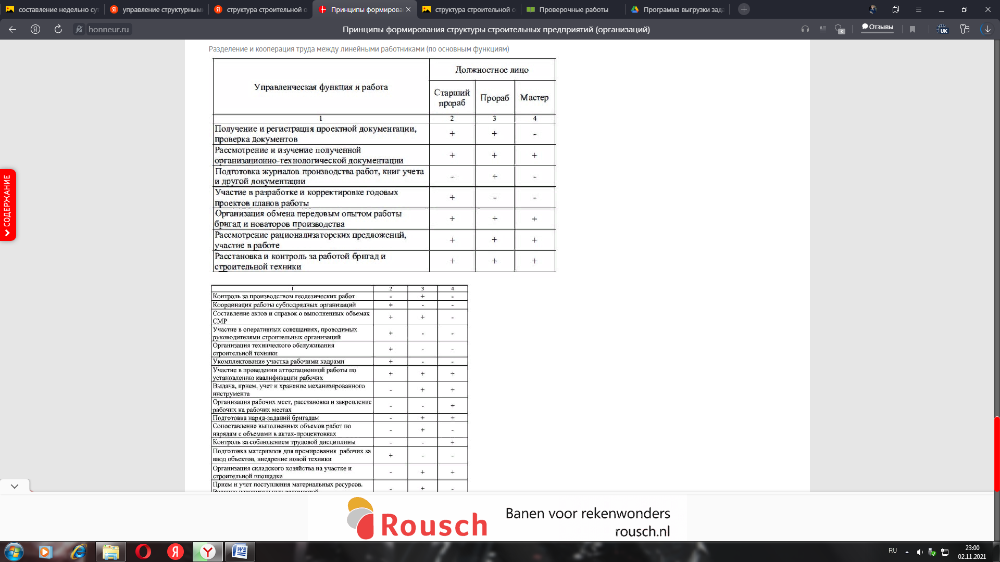 составление недельно сут
управление структурным
структура строительной о
Принципы формирова
структура строительной о
Проверочные работы
Программа выгрузки зада
honneur.ru
Принципы формирования структуры строительных предприятий (организаций)
3
Отзывы
UK
Разделение и кооперация труда между линейными работниками (по основным функциям)
Управленческая функция и работа
Должностное лицо
Старший
прораб
Прораб
Мастер
1 2 3 4
Получение и регистрация проектной документации,
проверка документов
+ + -
Рассмотрение и изучение полученной
организационно-технологической документации
+ + +
Подготовка журналов производства работ, книг учета
и другой документации
- + -
Участие в разработке и корректировке годовых
проектов планов работы
+ - -
Организация обмена передовым опытом работы
бригад и новаторов производства
+ + +
Рассмотрение рационализаторских предложений,
участие в работе
+ + +
Расстановка и контроль за работой бригад и
строительной техники
+ + +
1 2 3 4
Контроль за производством геодезических работ - + -
Координация работы субподрядных организаций + - -
Составление актов и справок о выполненных объемах
СМР
+ + -
Участие в оперативных совещаниях, проводимых
руководителями строительных организаций
+ - -
Организация технического обслуживания
строительной техники
+ - -
Укомплектование участка рабочими кадрами + - -
Участие в проведении аттестационной работы по
установлению квалификации рабочих
+ + +
Выдача, прием, учет и хранение механизированного
инструмента
- + +
Организация рабочих мест, расстановка и закрепление
рабочих на рабочих местах
- - +
Подготовка наряд-заданий бригадам - + +
Сопоставление выполненных объемов работ по
нарядам с объемами в актах-процентовках
- + -
Контроль за соблюдением трудовой дисциплины - - +
Подготовка материалов для премирования рабочих за
ввод объектов, внедрение новой техники
+ - -
Организация складского хозяйства на участке и
строительной площадке
- + +
Прием и учет поступления материальных ресурсов.
- + -
СОДЕРЖАНИЕ
Rousch
Banen voor rekenwonders
rousch.nl
RU
23:00
02.11.2021